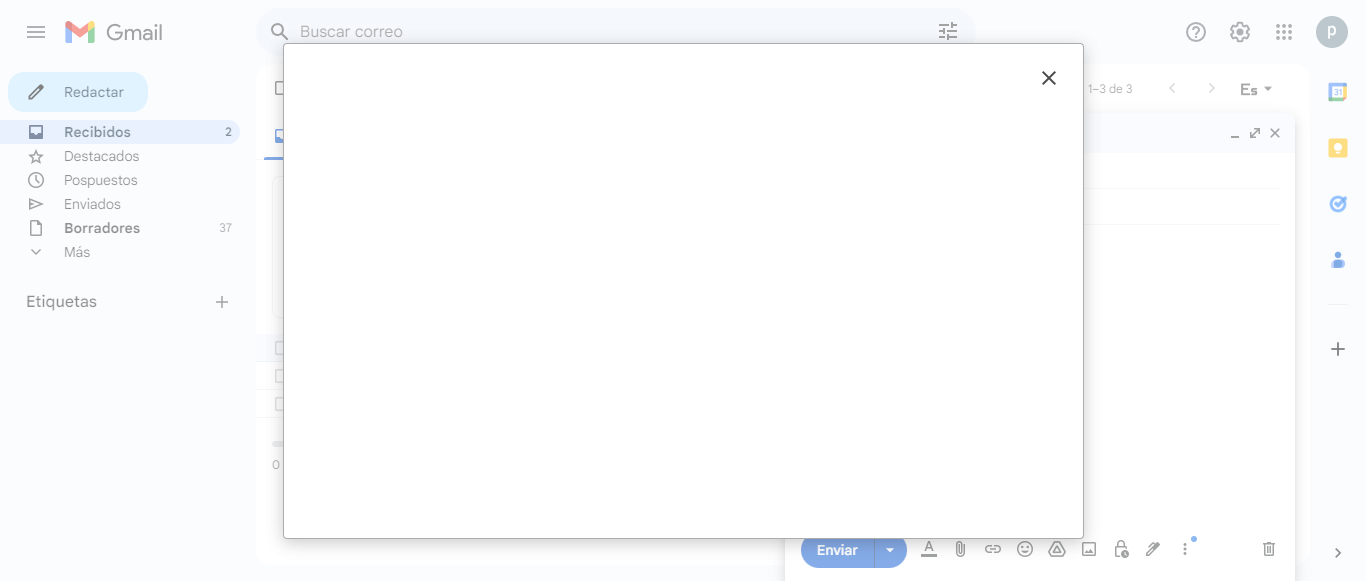 Gmail
Buscar correo
P
Redactar
1–3 de 3
Es
31
Recibidos 2
Destacados
Pospuestos
Enviados
Borradores 37
Más
Etiquetas
0
Enviar